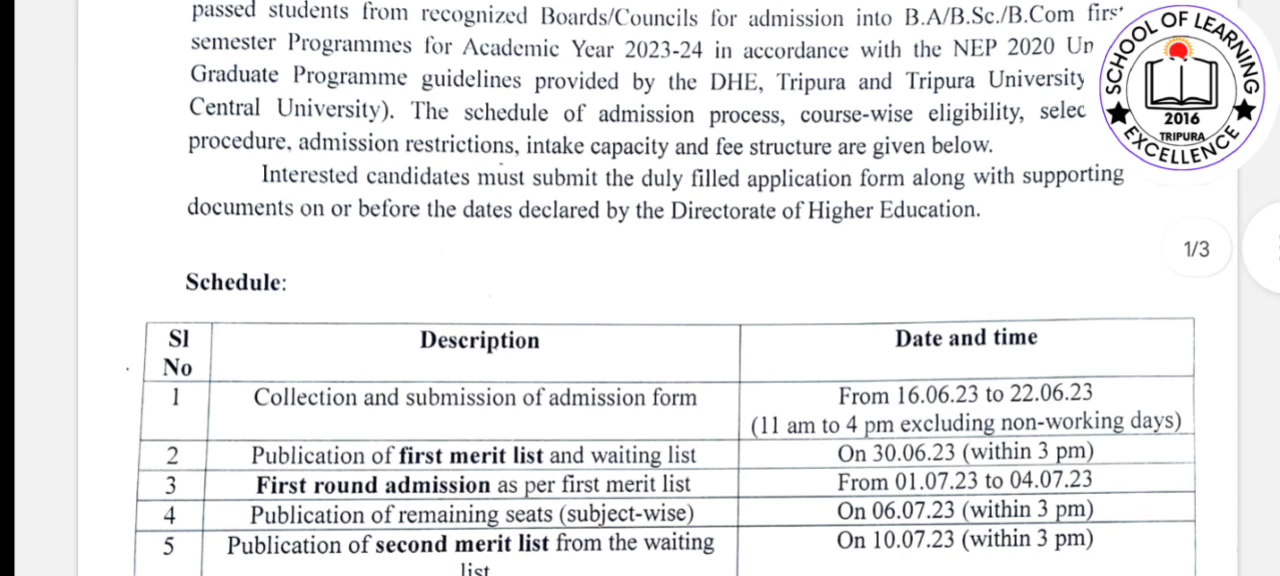 passed students from recognized Boards/Councils for admission into B.A/B.Sc./B.Com
semester Programmes for Academic Year 2023-24 in accordance with the NEP 2020
Graduate Programme guidelines provided by the DHE, Tripura and Tripura University
Central University). The schedule of admission process, course-wise eligibility,
procedure, admission restrictions, intake capacity and fee structure are given below.
Interested candidates must submit the duly filled application form along with supporting
documents on or before the dates declared by the Directorate of Higher Education.
SCHOOL OF LEARNING
2016
TRIPURA
EXCELLENCE
1/3
Schedule:
Sl No Description Date and time
1 Collection and submission of admission form From 16.06.23 to 22.06.23
(11 am to 4 pm excluding non-working days)
2 Publication of first merit list and waiting list On 30.06.23 (within 3 pm)
3 First round admission as per first merit list From 01.07.23 to 04.07.23
4 Publication of remaining seats (subject-wise) On 06.07.23 (within 3 pm)
5 Publication of second merit list from the waiting On 10.07.23 (within 3 pm)
list